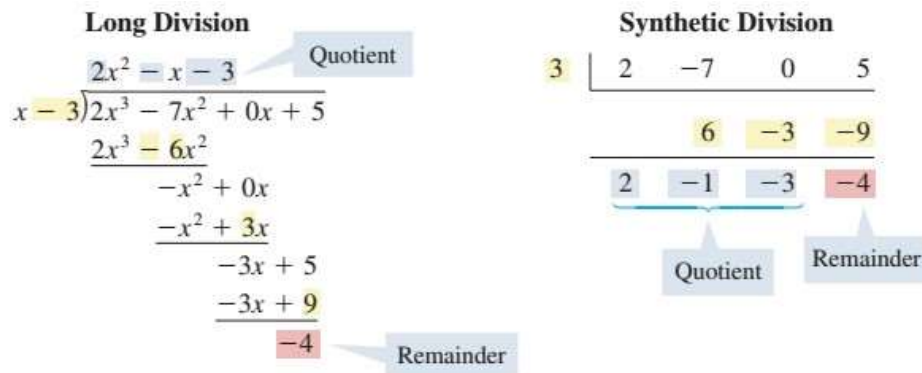 Long Division
Quotient
2x² − x − 3
x − 3)2x³ − 7x² + 0x + 5
2x³ − 6x²
−x² + 0x
−x² + 3x
−3x + 5
−3x + 9
−4
Remainder
Synthetic Division
3 2 −7 0 5
6 −3 −9
2 −1 −3 −4
Quotient
Remainder